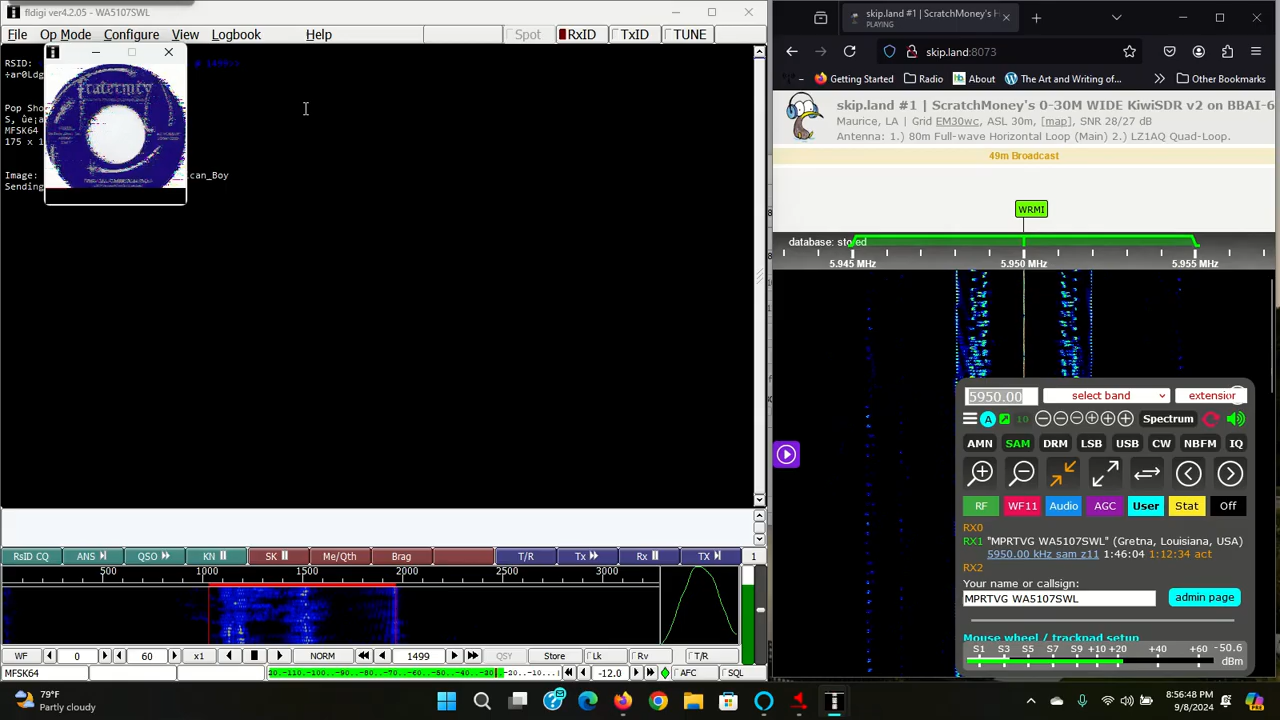 fldigi ver4.2.05 - WA5107SWL
File Op Mode Configure View Logbook Help Spot RxID TxID TUNE
RSID:
fraternity
Pop Sho
MFSK64
175 x 1
Image: ican_Boy
Sending
RsID CQ ANS QSO KN SK Me/Qth Brag T/R Tx Rx TX 1
500 1000 1500 2000 2500 3000
WF 0 60 x1 NORM 1499 QSY Store Lk Rv T/R
MFSK64 -12.0 AFC SQL
skip.land #1 | ScratchMoney's H
PLAYING
skip.land:8073
Getting Started Radio About The Art and Writing of... Other Bookmarks
skip.land #1 | ScratchMoney's 0-30M WIDE KiwiSDR v2 on BBAI-6
Maurice, LA | Grid EM30wc, ASL 30m, [map], SNR 28/27 dB
Antenna: 1.) 80m Full-wave Horizontal Loop (Main) 2.) LZ1AQ Quad-Loop.
49m Broadcast
WRMI
database: stored
5.945 MHz 5.950 MHz 5.955 MHz
5950.00 select band extension
A 10 Spectrum
AMN SAM DRM LSB USB CW NBFM IQ
RF WF11 Audio AGC User Stat Off
RX0
RX1 "MPRTVG WA5107SWL" (Gretna, Louisiana, USA)
5950.00 kHz sam z11 1:46:04 1:12:34 act
RX2
Your name or callsign:
MPRTVG WA5107SWL admin page
Mouse wheel / trackpad setup
S1 S3 S5 S7 S9 +10 +20 +40 +60 -50.6
dBm
79°F
Partly cloudy
8:56:48 PM
9/8/2024